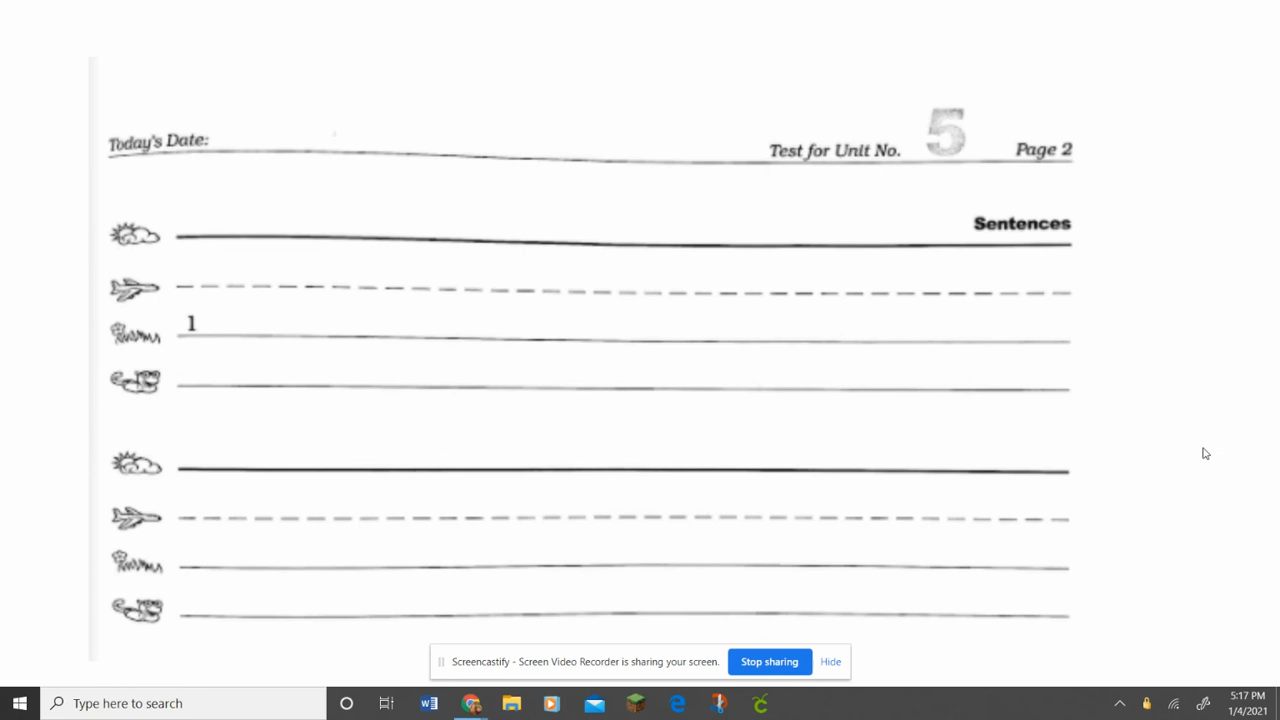 Today's Date:
Test for Unit No. 5 Page 2
Sentences
1
Screencastify - Screen Video Recorder is sharing your screen. Stop sharing Hide
Type here to search
5:17 PM
1/4/2021